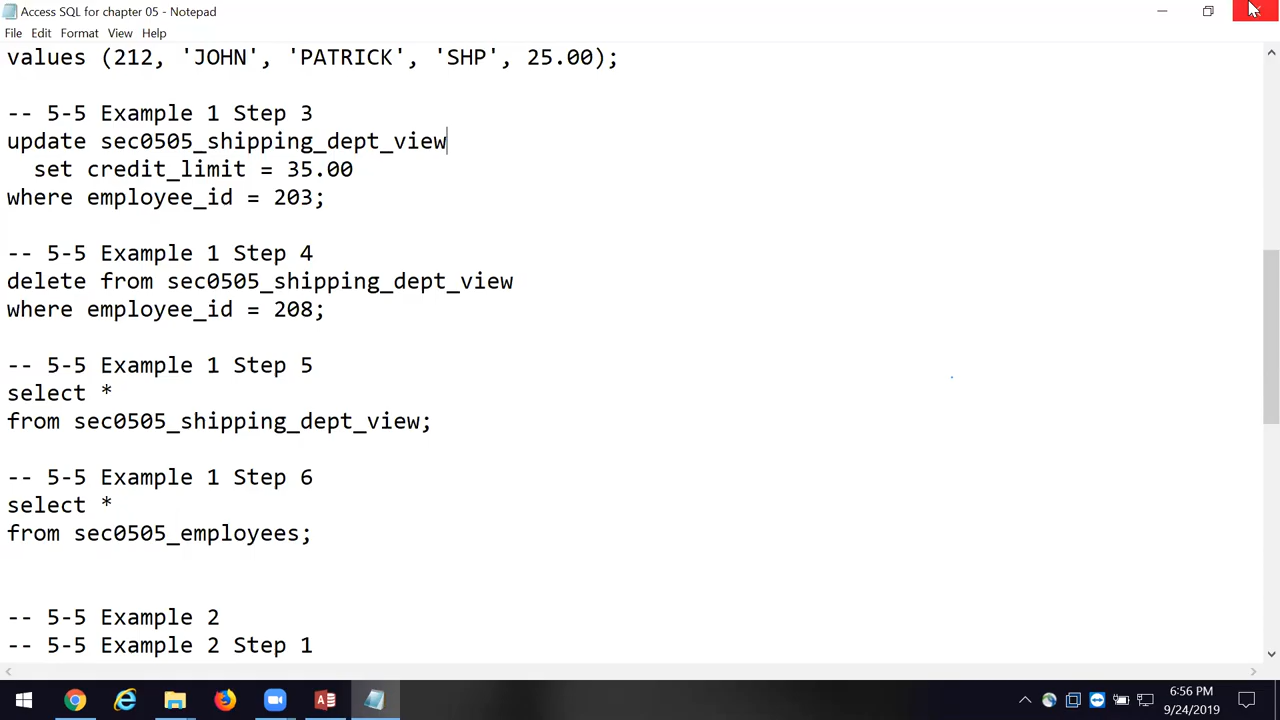 Access SQL for chapter 05 - Notepad
File Edit Format View Help
values (212, 'JOHN', 'PATRICK', 'SHP', 25.00);
-- 5-5 Example 1 Step 3
update sec0505_shipping_dept_view
set credit_limit = 35.00
where employee_id = 203;
-- 5-5 Example 1 Step 4
delete from sec0505_shipping_dept_view
where employee_id = 208;
-- 5-5 Example 1 Step 5
select *
from sec0505_shipping_dept_view;
-- 5-5 Example 1 Step 6
select *
from sec0505_employees;
-- 5-5 Example 2
-- 5-5 Example 2 Step 1
6:56 PM
9/24/2019